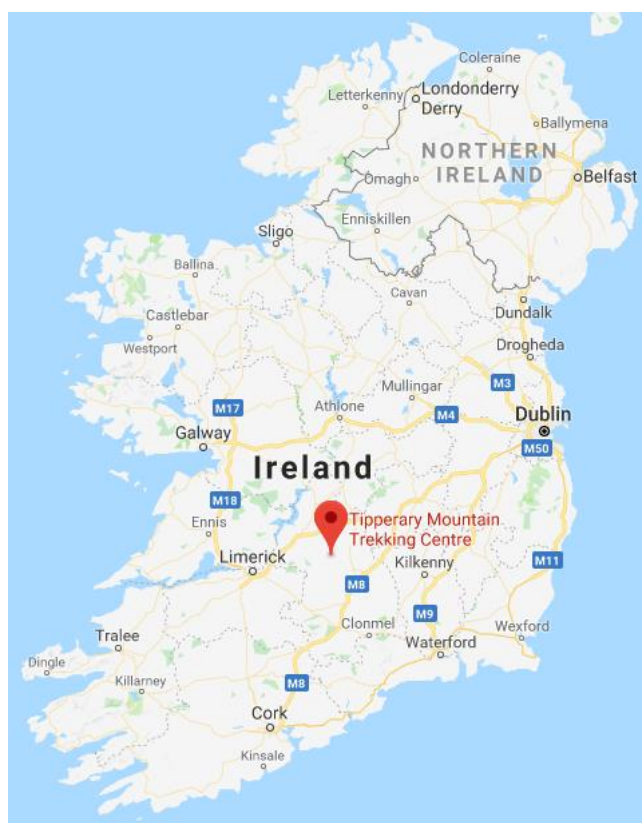 Coleraine
Londonderry
Derry
Letterkenny
Ballymena
NORTHERN
IRELAND
Omagh
Belfast
Enniskillen
Sligo
Ballina
Cavan
Dundalk
Castlebar
Westport
Drogheda
M3
Mullingar
M17
Athlone
M4
Dublin
Galway
M50
Ireland
M18
Ennis
Tipperary Mountain
Trekking Centre
Limerick
M8
Kilkenny
M11
M9
Clonmel
Wexford
Tralee
Waterford
Dingle
Killarney
M8
Cork
Kinsale